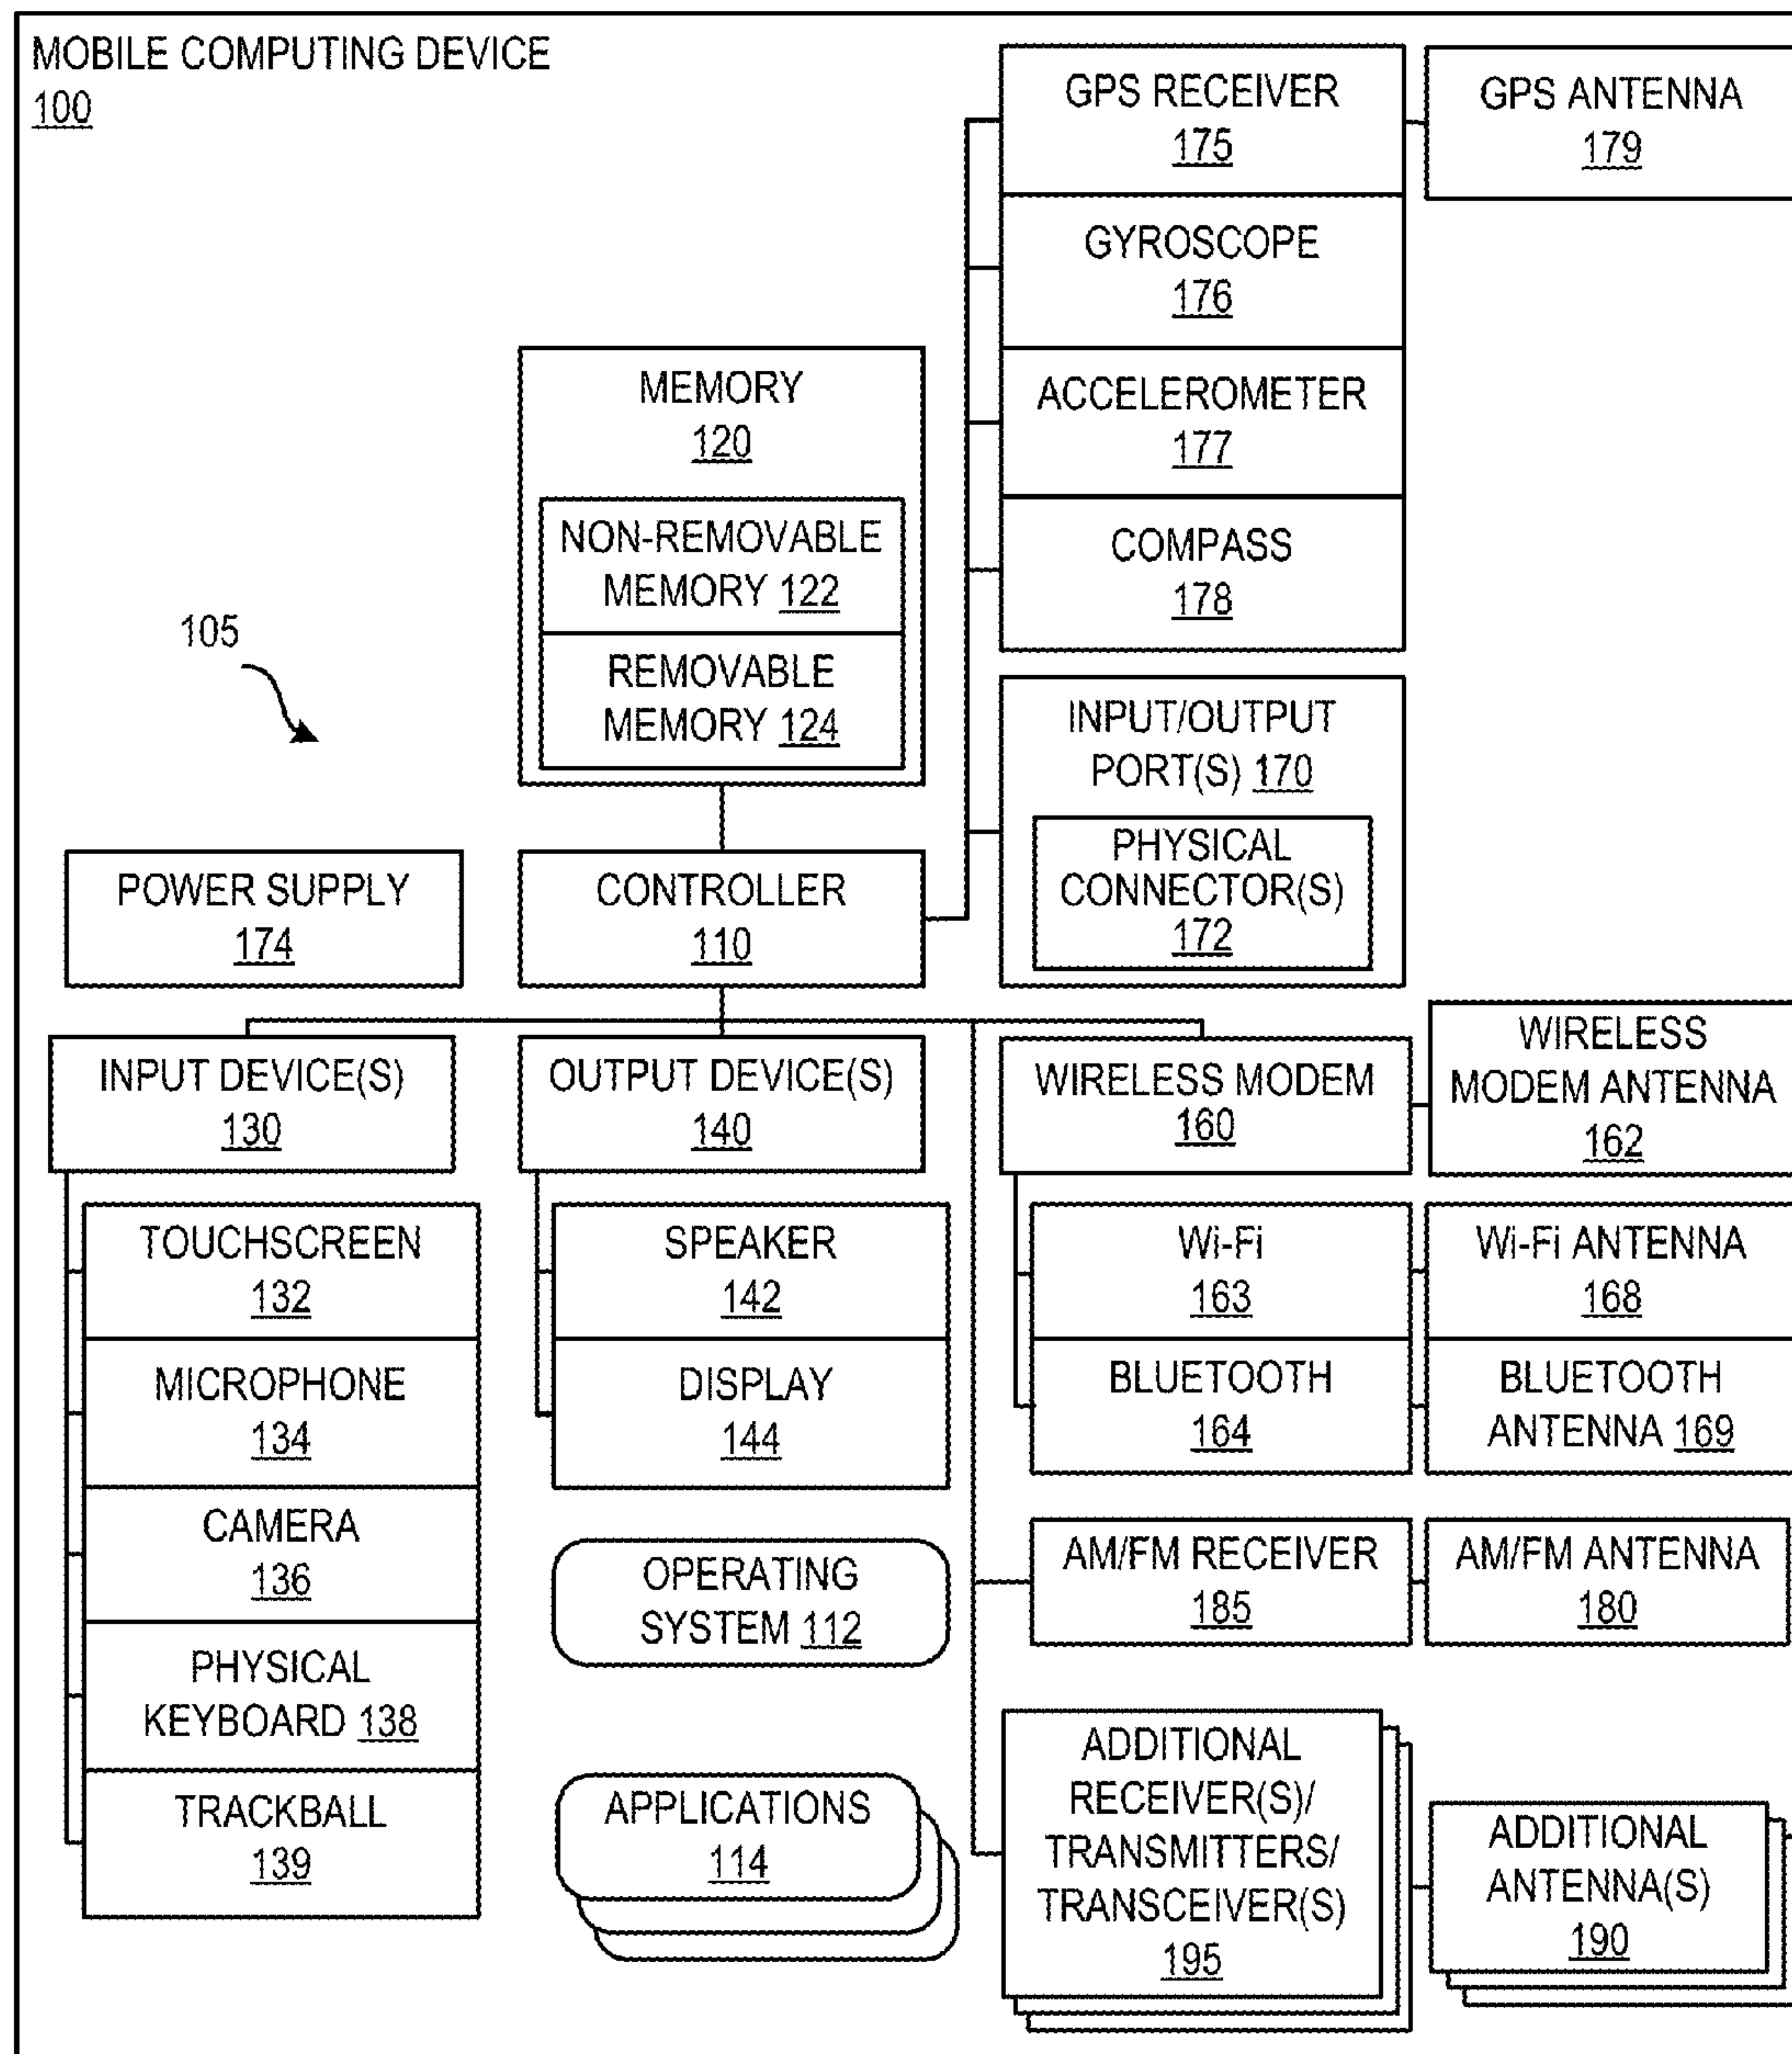 MOBILE COMPUTING DEVICE
100
GPS RECEIVER
175
GPS ANTENNA
179
GYROSCOPE
176
ACCELEROMETER
177
COMPASS
178
MEMORY
120
NON-REMOVABLE
MEMORY 122
REMOVABLE
MEMORY 124
105
INPUT/OUTPUT
PORT(S) 170
PHYSICAL
CONNECTOR(S)
172
POWER SUPPLY
174
CONTROLLER
110
INPUT DEVICE(S)
130
OUTPUT DEVICE(S)
140
WIRELESS MODEM
160
WIRELESS
MODEM ANTENNA
162
TOUCHSCREEN
132
MICROPHONE
134
CAMERA
136
PHYSICAL
KEYBOARD 138
TRACKBALL
139
SPEAKER
142
DISPLAY
144
OPERATING
SYSTEM 112
APPLICATIONS
114
Wi-Fi
163
Wi-Fi ANTENNA
168
BLUETOOTH
164
BLUETOOTH
ANTENNA 169
AM/FM RECEIVER
185
AM/FM ANTENNA
180
ADDITIONAL
RECEIVER(S)/
TRANSMITTERS/
TRANSCEIVER(S)
195
ADDITIONAL
ANTENNA(S)
190